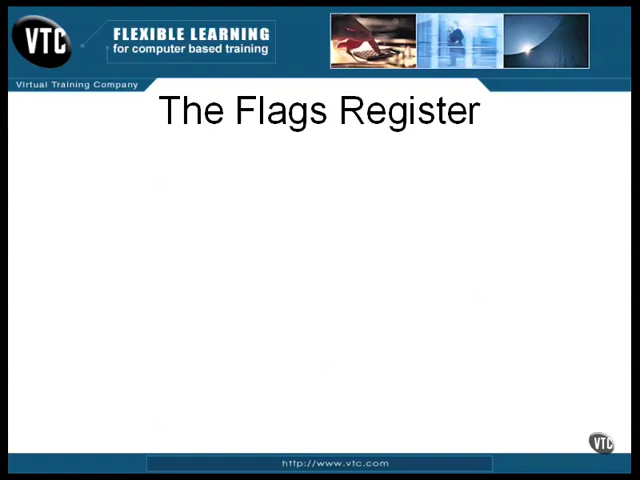 VTC
FLEXIBLE LEARNING
for computer based training
Virtual Training Company
The Flags Register
VTC
http://www.vtc.com